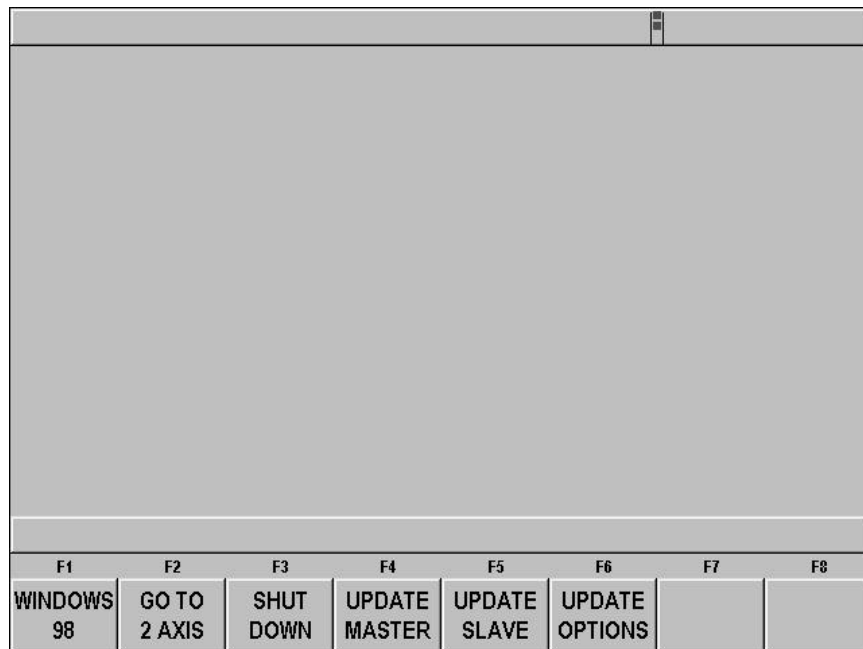 F1 F2 F3 F4 F5 F6 F7 F8
WINDOWS GO TO SHUT UPDATE UPDATE UPDATE
98 2 AXIS DOWN MASTER SLAVE OPTIONS